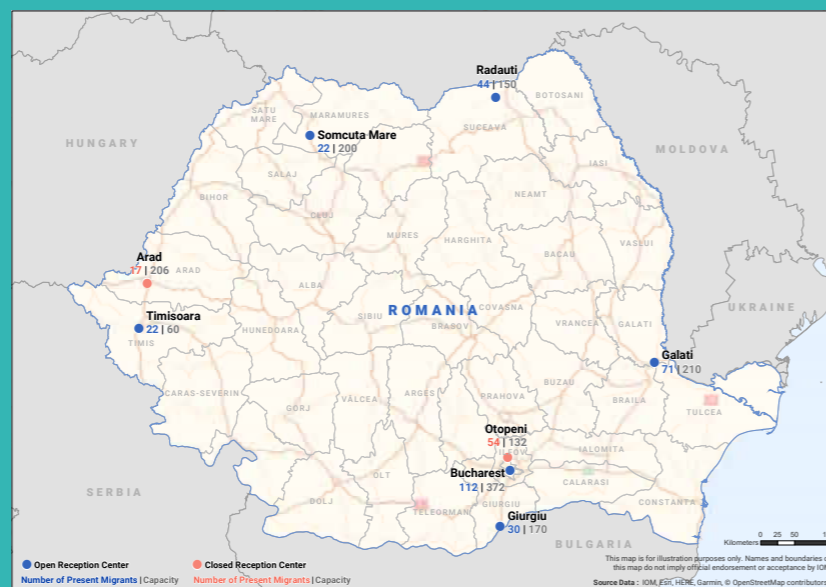 Radauti
44 | 150
BOTOSANI
SATU
MARE
MARAMURES
SUCEAVA
Somcuta Mare
22 | 200
HUNGARY
MOLDOVA
IASI
SALAJ
BIHOR
NEAMT
CLUJ
MURES
HARGHITA
VASLUI
BACAU
Arad
17 | 206
ARAD
ALBA
UKRAINE
ROMANIA
COVASNA
Timisoara
22 | 60
SIBIU
BRASOV
VRANCEA
GALATI
HUNEDOARA
TIMIS
Galati
71 | 210
BUZAU
CARAS-SEVERIN
VALCEA
ARGES
PRAHOVA
BRAILA
GORJ
TULCEA
Otopeni
54 | 132
ILFOV
IALOMITA
Bucharest
112 | 372
OLT
CALARASI
SERBIA
DOLJ
TELEORMAN
GIURGIU
CONSTANTA
Giurgiu
30 | 170
BULGARIA
Kilometers
0 25 50
Open Reception Center
Closed Reception Center
Number of Present Migrants | Capacity
Number of Present Migrants | Capacity
This map is for illustration purposes only. Names and boundaries
this map do not imply official endorsement or acceptance by IOM
Source Data : IOM, Esri, HERE, Garmin, © OpenStreetMap contributors